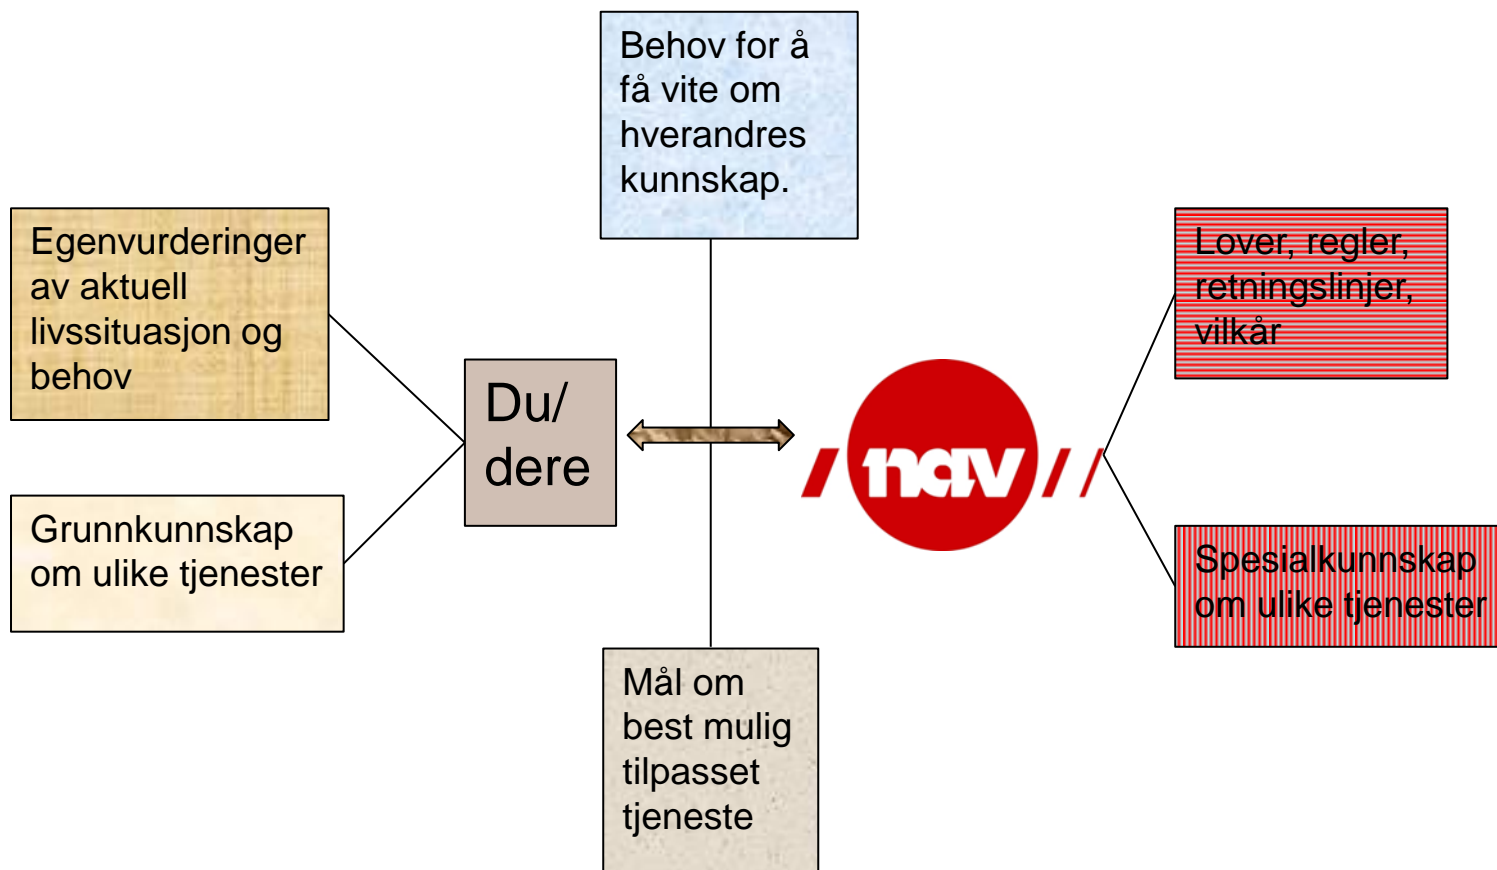 Behov for å
få vite om
hverandres
kunnskap.
Egenvurderinger
av aktuell
livssituasjon og
behov
Lover, regler,
retningslinjer,
vilkår
Du/
dere
/ nav //
Grunnkunnskap
om ulike tjenester
Spesialkunnskap
om ulike tjenester
Mål om
best mulig
tilpasset
tjeneste